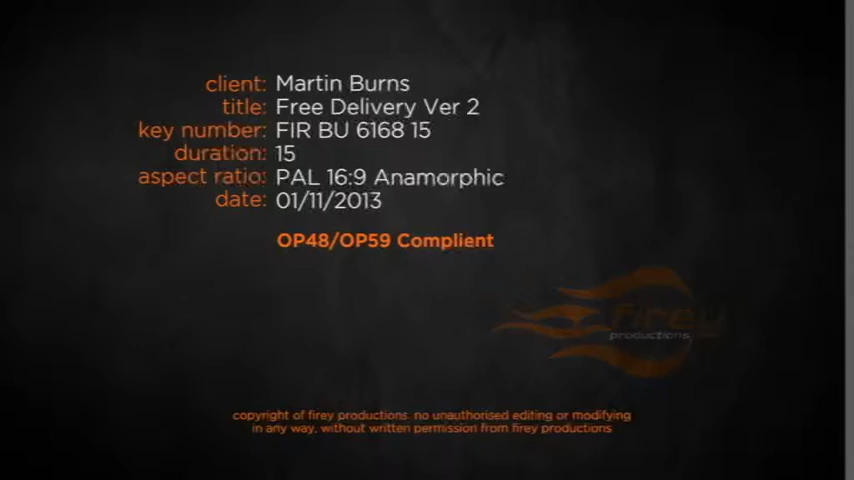 client: Martin Burns
title: Free Delivery Ver 2
key number: FIR BU 6168 15
duration: 15
aspect ratio: PAL 16:9 Anamorphic
date: 01/11/2013
OP48/OP59 Complient
firey
productions
copyright of firey productions. no unauthorised editing or modifying
in any way, without written permission from firey productions